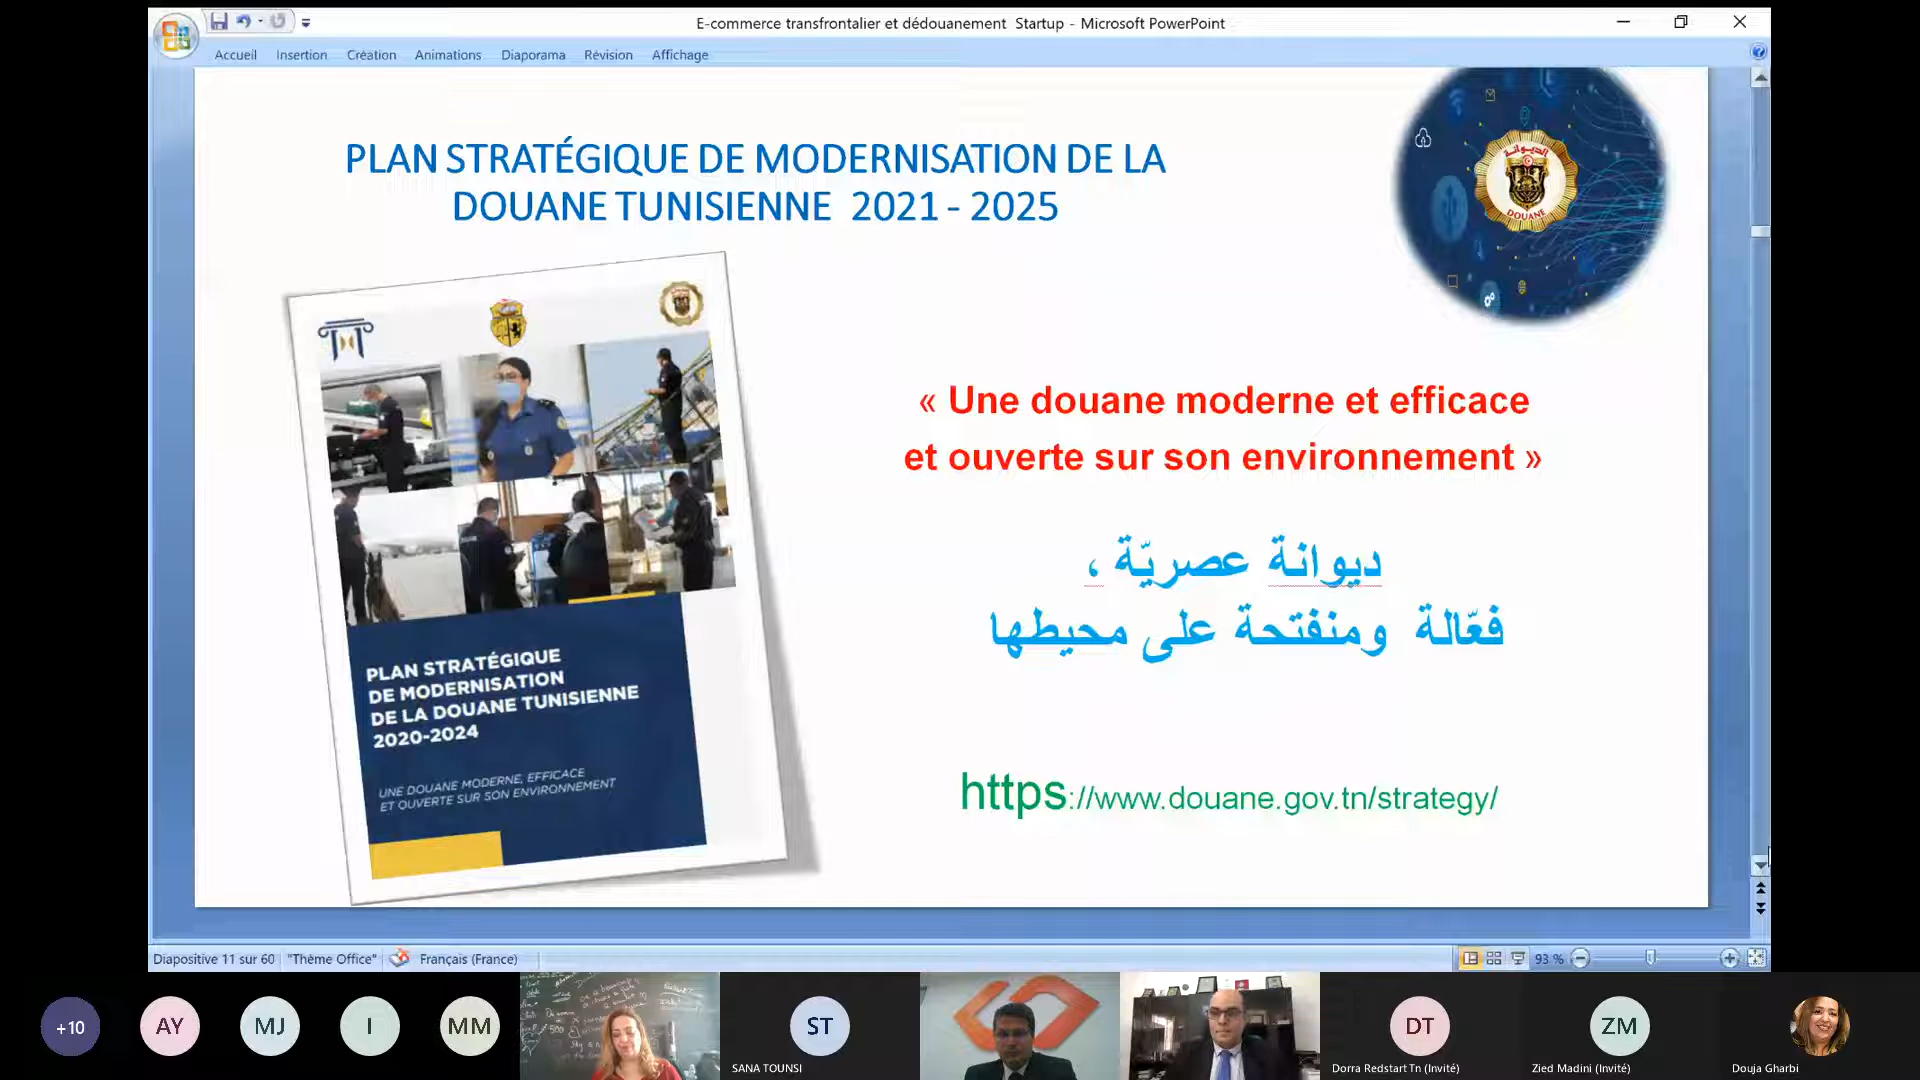 E-commerce transfrontalier et dédouanement Startup - Microsoft PowerPoint
Accueil Insertion Création Animations Diaporama Révision Affichage
PLAN STRATÉGIQUE DE MODERNISATION DE LA
DOUANE TUNISIENNE 2021 - 2025
الديوانة
DOUANE
« Une douane moderne et efficace
et ouverte sur son environnement »
ديوانة عصريّة ،
فعّالة ومنفتحة على محيطها
https://www.douane.gov.tn/strategy/
PLAN STRATÉGIQUE
DE MODERNISATION
DE LA DOUANE TUNISIENNE
2020-2024
UNE DOUANE MODERNE, EFFICACE
ET OUVERTE SUR SON ENVIRONNEMENT
Diapositive 11 sur 60 "Thème Office" Français (France) 93 %
+10 AY MJ I MM ST DT ZM
SANA TOUNSI Dorra Redstart Tn (Invité) Zied Madini (Invité) Douja Gharbi